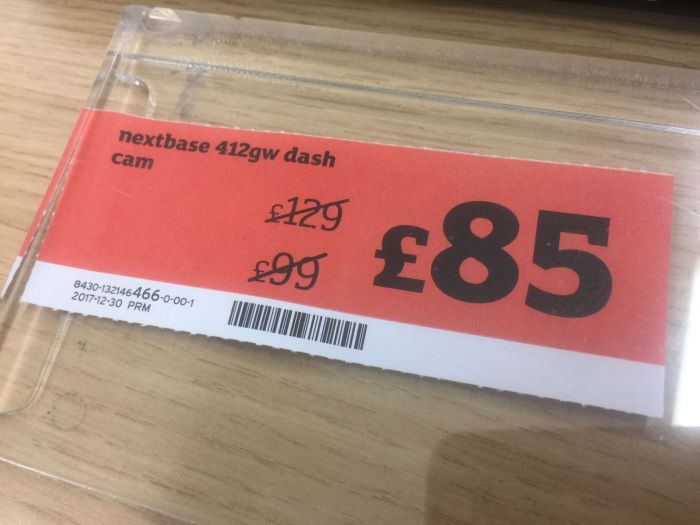 nextbase 412gw dash
cam
£129
£99
£85
8430-132146466-0-00-1
2017-12-30 PRM